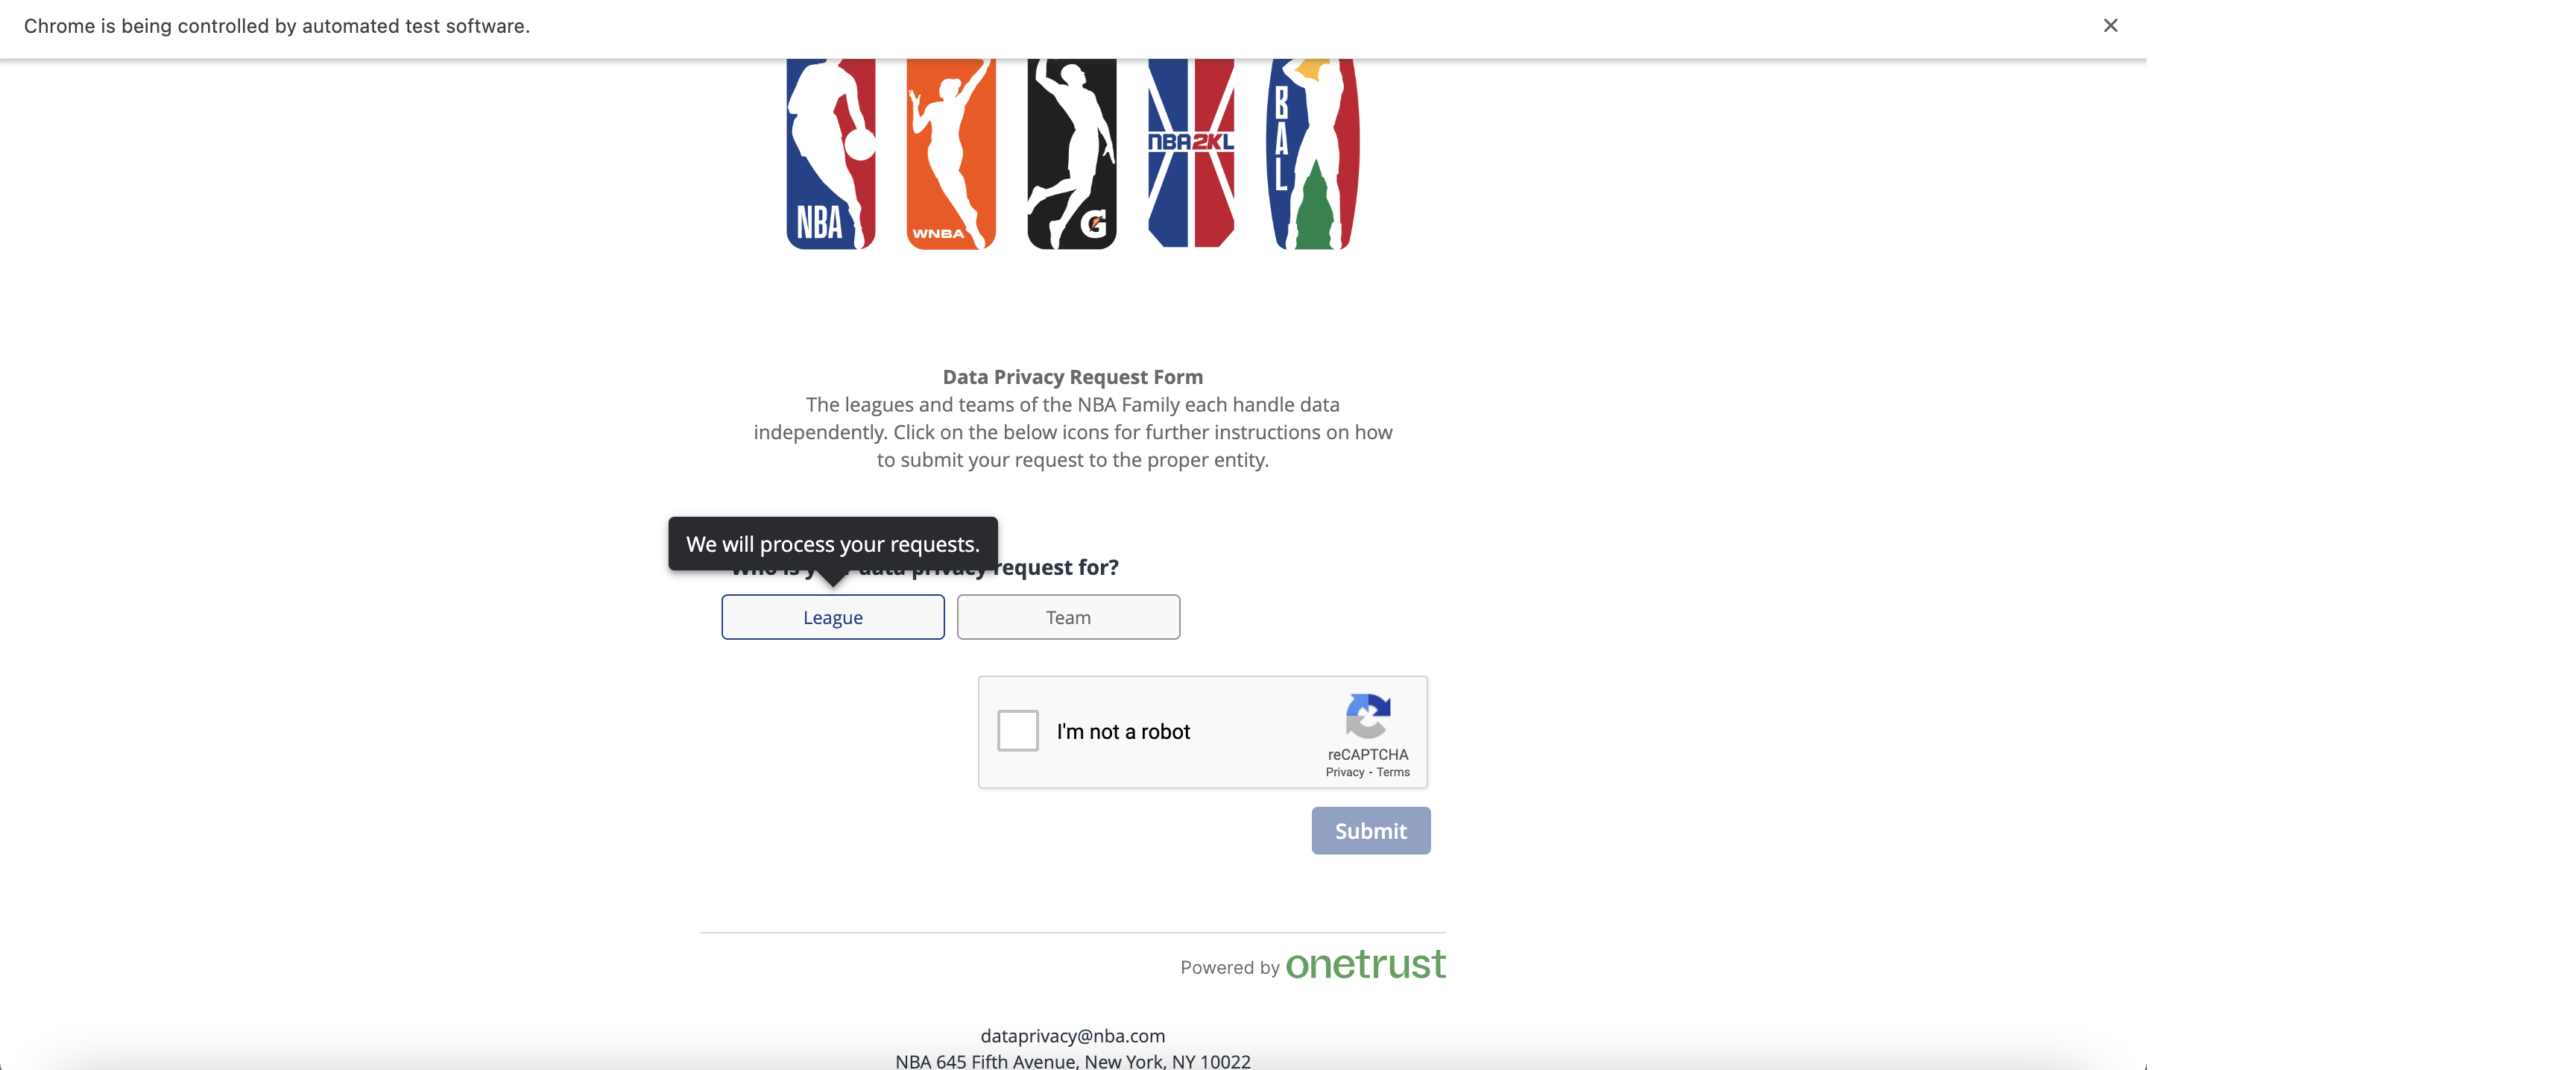 Chrome is being controlled by automated test software.
NBA
WNBA
G
NBA2KL
BAL
Data Privacy Request Form
The leagues and teams of the NBA Family each handle data
independently. Click on the below icons for further instructions on how
to submit your request to the proper entity.
We will process your requests.
data privacy request for?
League
Team
I'm not a robot
reCAPTCHA
Privacy - Terms
Submit
Powered by onetrust
dataprivacy@nba.com
NBA 645 Fifth Avenue, New York, NY 10022